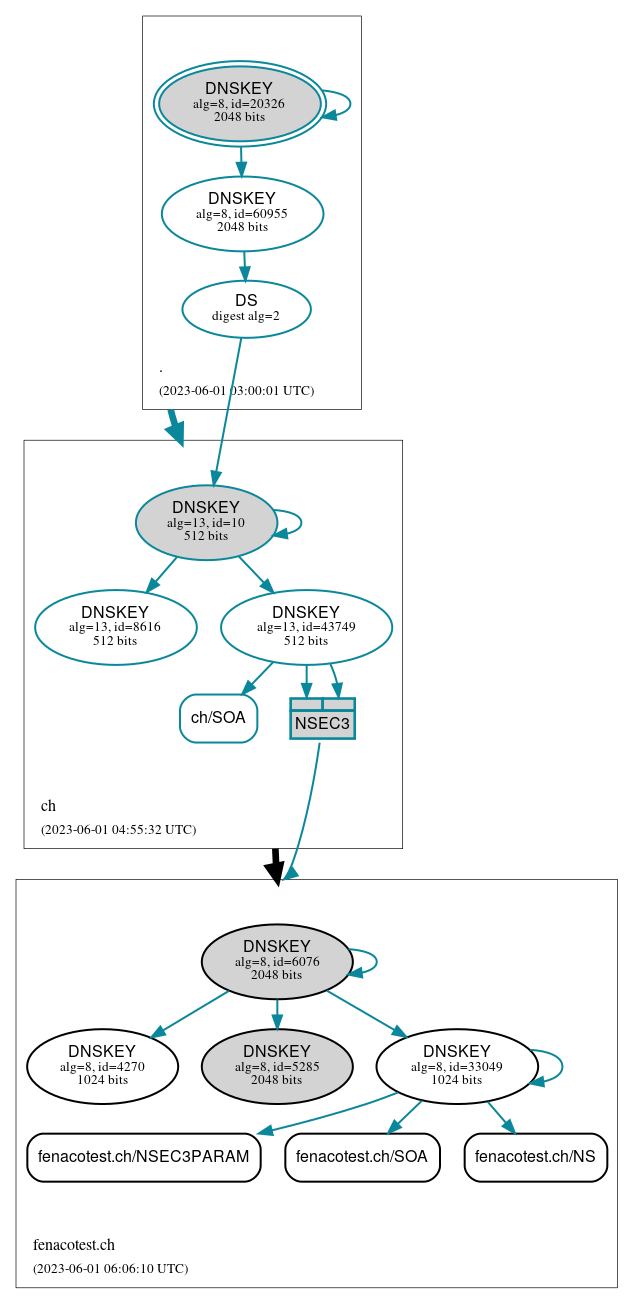 DNSKEY
alg=8, id=20326
2048 bits
DNSKEY
alg=8, id=60955
2048 bits
DS
digest alg=2
.
(2023-06-01 03:00:01 UTC)
DNSKEY
alg=13, id=10
512 bits
DNSKEY
alg=13, id=8616
512 bits
DNSKEY
alg=13, id=43749
512 bits
ch/SOA
NSEC3
ch
(2023-06-01 04:55:32 UTC)
DNSKEY
alg=8, id=6076
2048 bits
DNSKEY
alg=8, id=4270
1024 bits
DNSKEY
alg=8, id=5285
2048 bits
DNSKEY
alg=8, id=33049
1024 bits
fenacotest.ch/NSEC3PARAM
fenacotest.ch/SOA
fenacotest.ch/NS
fenacotest.ch
(2023-06-01 06:06:10 UTC)